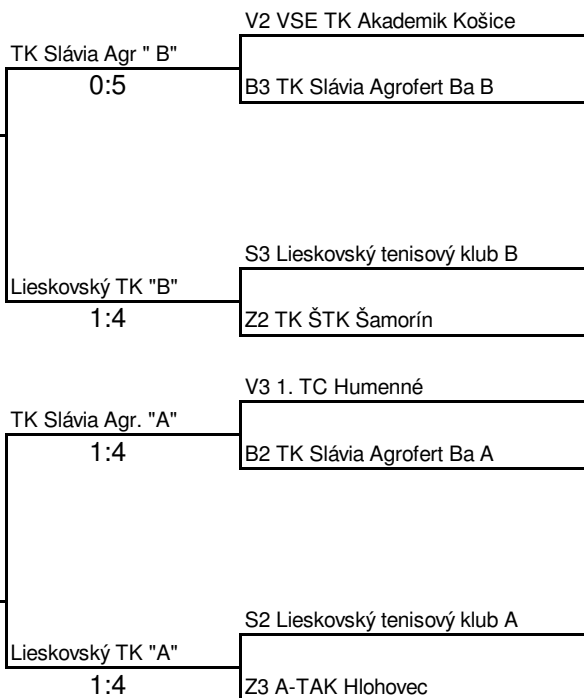 V2 VSE TK Akademik Košice
TK Slávia Agr " B"
0:5
B3 TK Slávia Agrofert Ba B
S3 Lieskovský tenisový klub B
Lieskovský TK "B"
1:4
Z2 TK ŠTK Šamorín
V3 1. TC Humenné
TK Slávia Agr. "A"
1:4
B2 TK Slávia Agrofert Ba A
S2 Lieskovský tenisový klub A
Lieskovský TK "A"
1:4
Z3 A-TAK Hlohovec